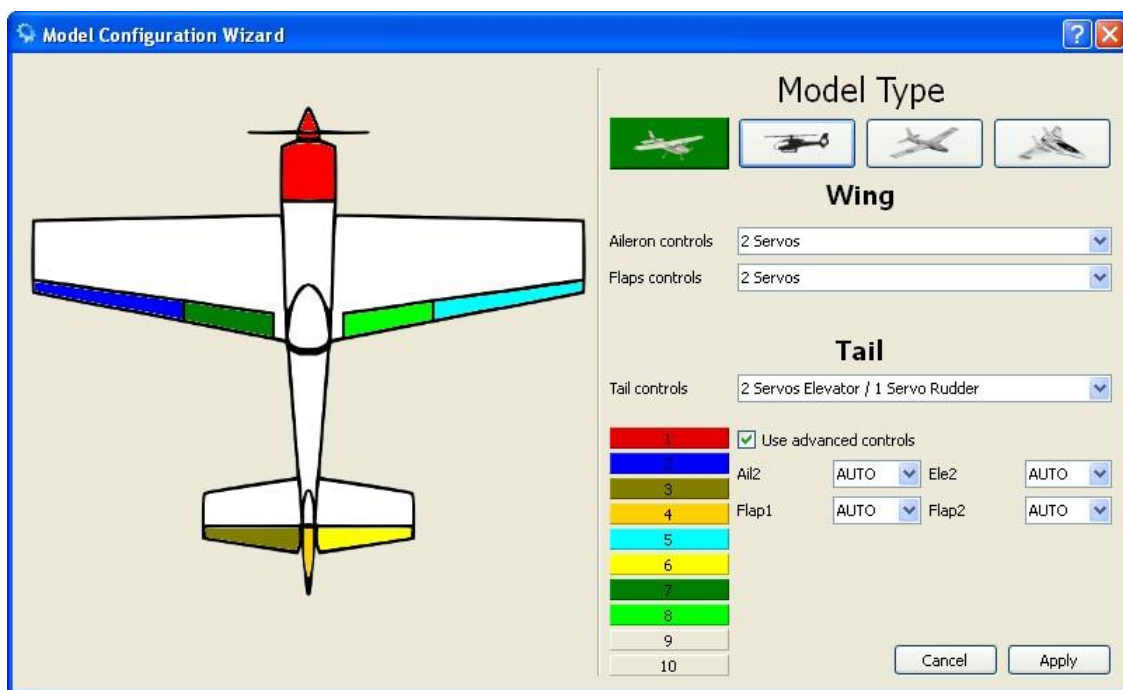 Model Configuration Wizard
Model Type
Wing
Aileron controls 2 Servos
Flaps controls 2 Servos
Tail
Tail controls 2 Servos Elevator / 1 Servo Rudder
1 Use advanced controls
2
Ail2 AUTO Ele2 AUTO
3
4
Flap1 AUTO Flap2 AUTO
5
6
7
8
9
10
Cancel Apply